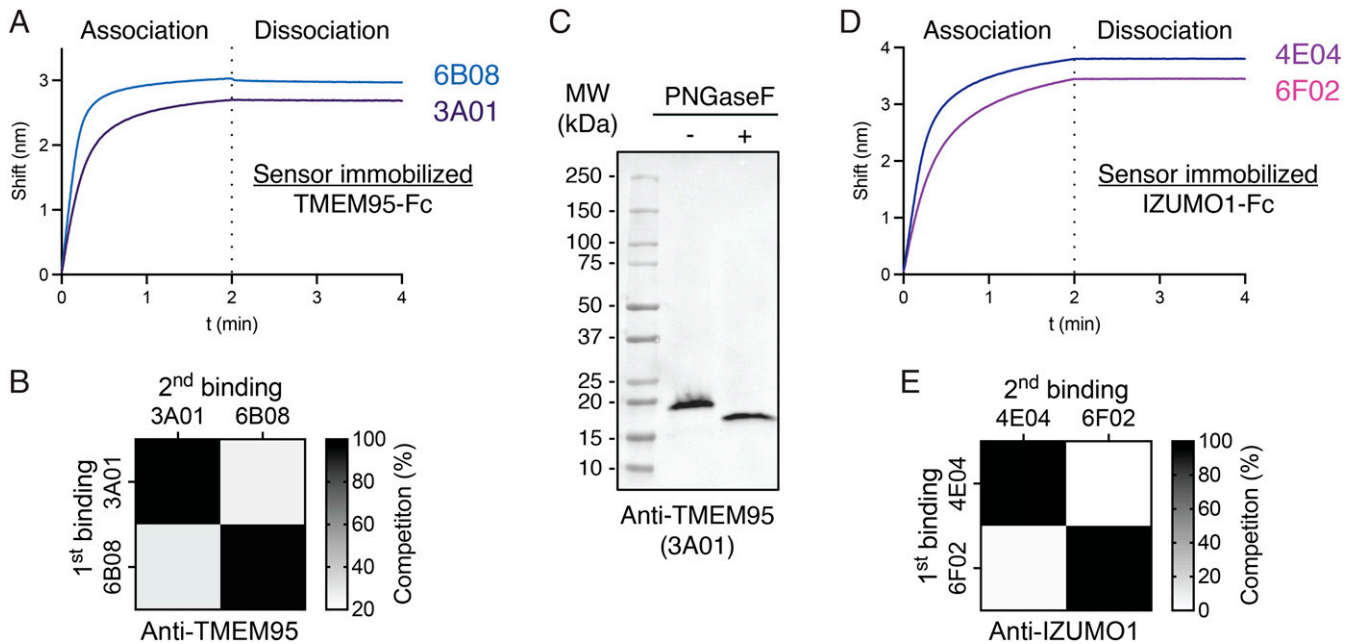 A
Association
Dissociation
6B08
3A01
Shift (nm)
3
2
1
0
Sensor immobilized
TMEM95-Fc
0
1
2
3
4
t (min)
B
2nd binding
3A01
6B08
1st binding
3A01
6B08
100
80
60
40
20
Competiton (%)
Anti-TMEM95
C
MW
(kDa)
PNGaseF
-
+
250 -
150 -
100 -
75 -
50 -
37 -
25 -
20 -
15 -
10 -
Anti-TMEM95
(3A01)
D
Association
Dissociation
4E04
6F02
Shift (nm)
4
3
2
1
0
Sensor immobilized
IZUMO1-Fc
0
1
2
3
4
t (min)
E
2nd binding
4E04
6F02
1st binding
4E04
6F02
100
80
60
40
20
0
Competiton (%)
Anti-IZUMO1